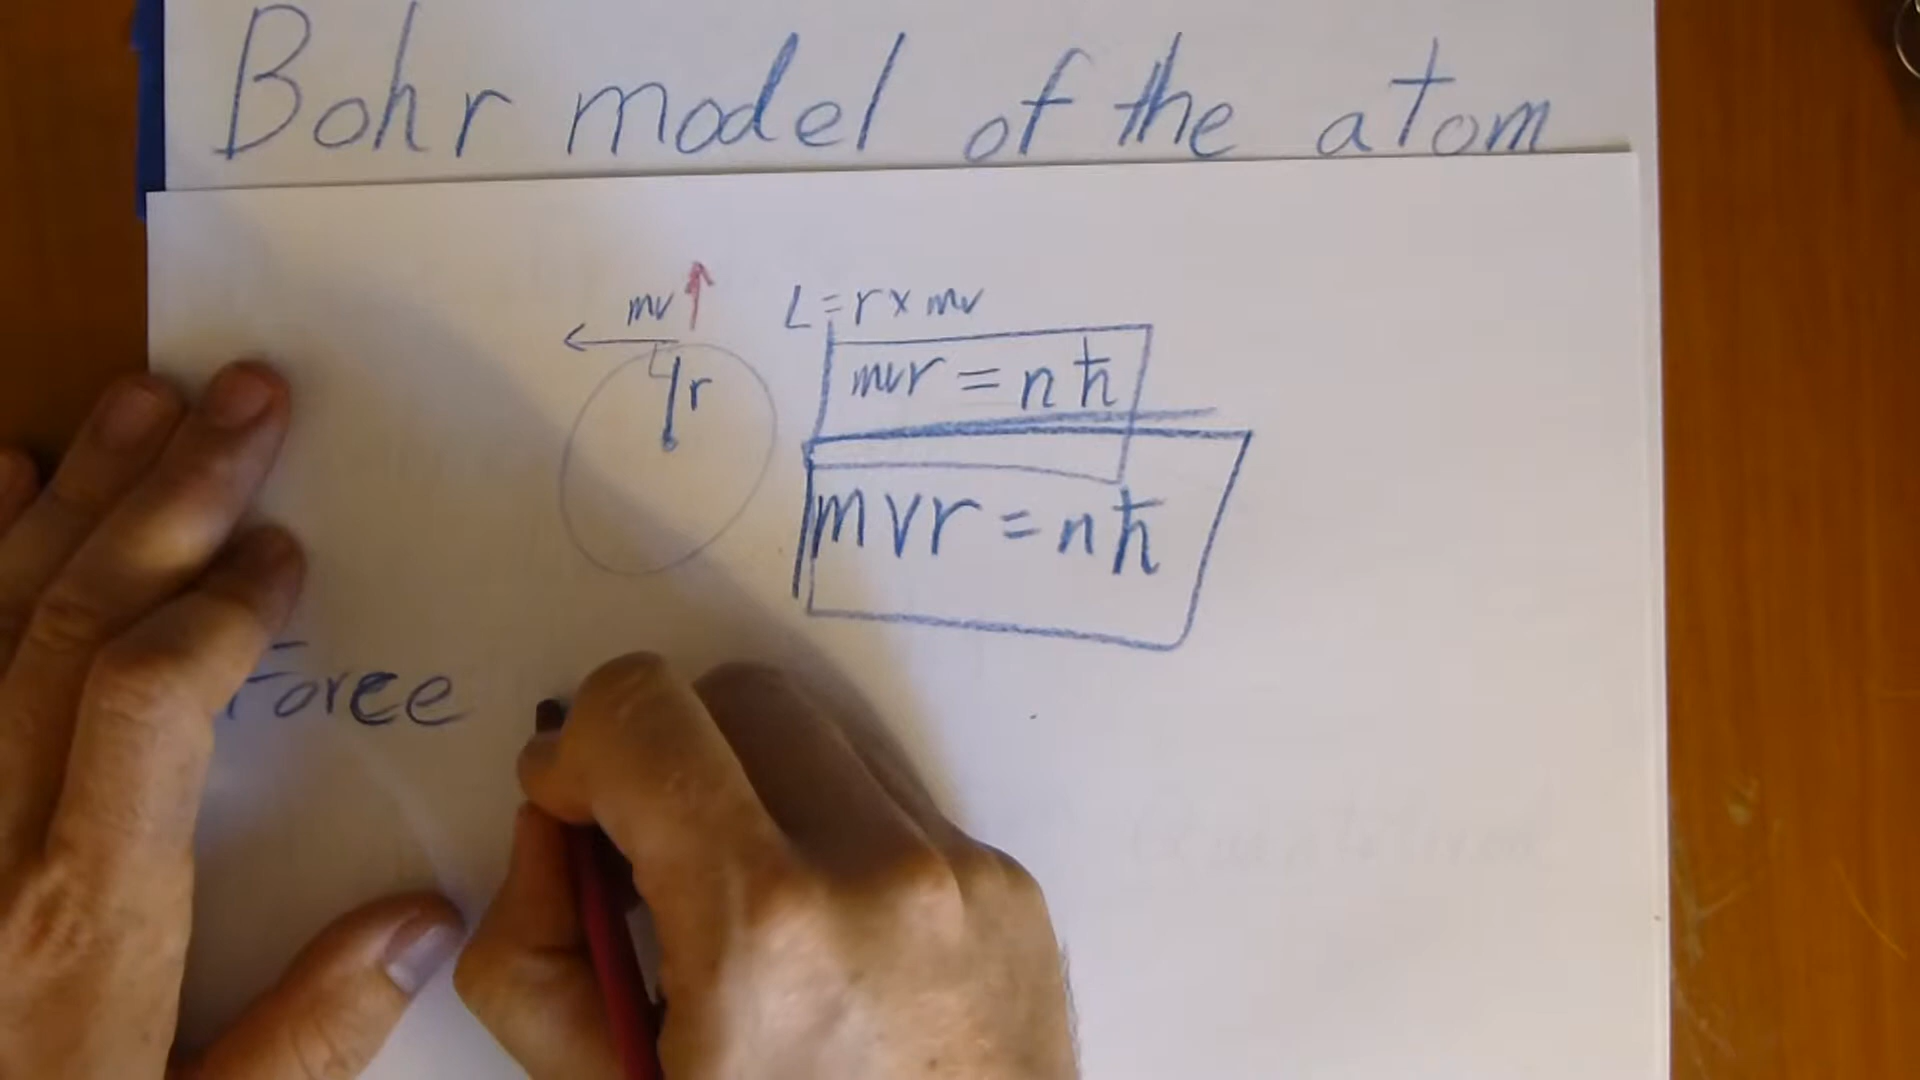 Bohr model of the atom
mv
r
L = r x mv
mvr = nħ
mvr = nħ
Force